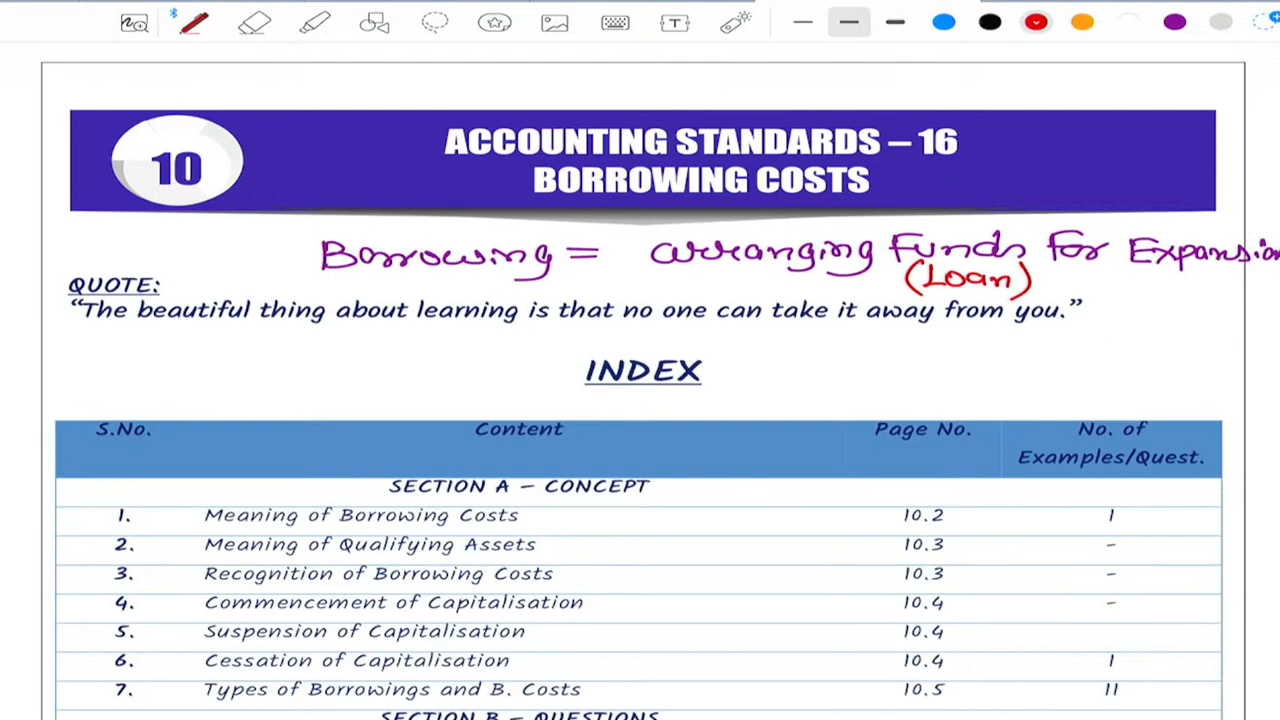 10
ACCOUNTING STANDARDS – 16
BORROWING COSTS
Borrowing = arranging Funds for Expansion
(Loan)
QUOTE:
“The beautiful thing about learning is that no one can take it away from you.”
INDEX
S.No. Content Page No. No. of Examples/Quest.
SECTION A – CONCEPT
1. Meaning of Borrowing Costs 10.2 1
2. Meaning of Qualifying Assets 10.3 -
3. Recognition of Borrowing Costs 10.3 -
4. Commencement of Capitalisation 10.4 -
5. Suspension of Capitalisation 10.4
6. Cessation of Capitalisation 10.4 1
7. Types of Borrowings and B. Costs 10.5 11
SECTION B – QUESTIONS